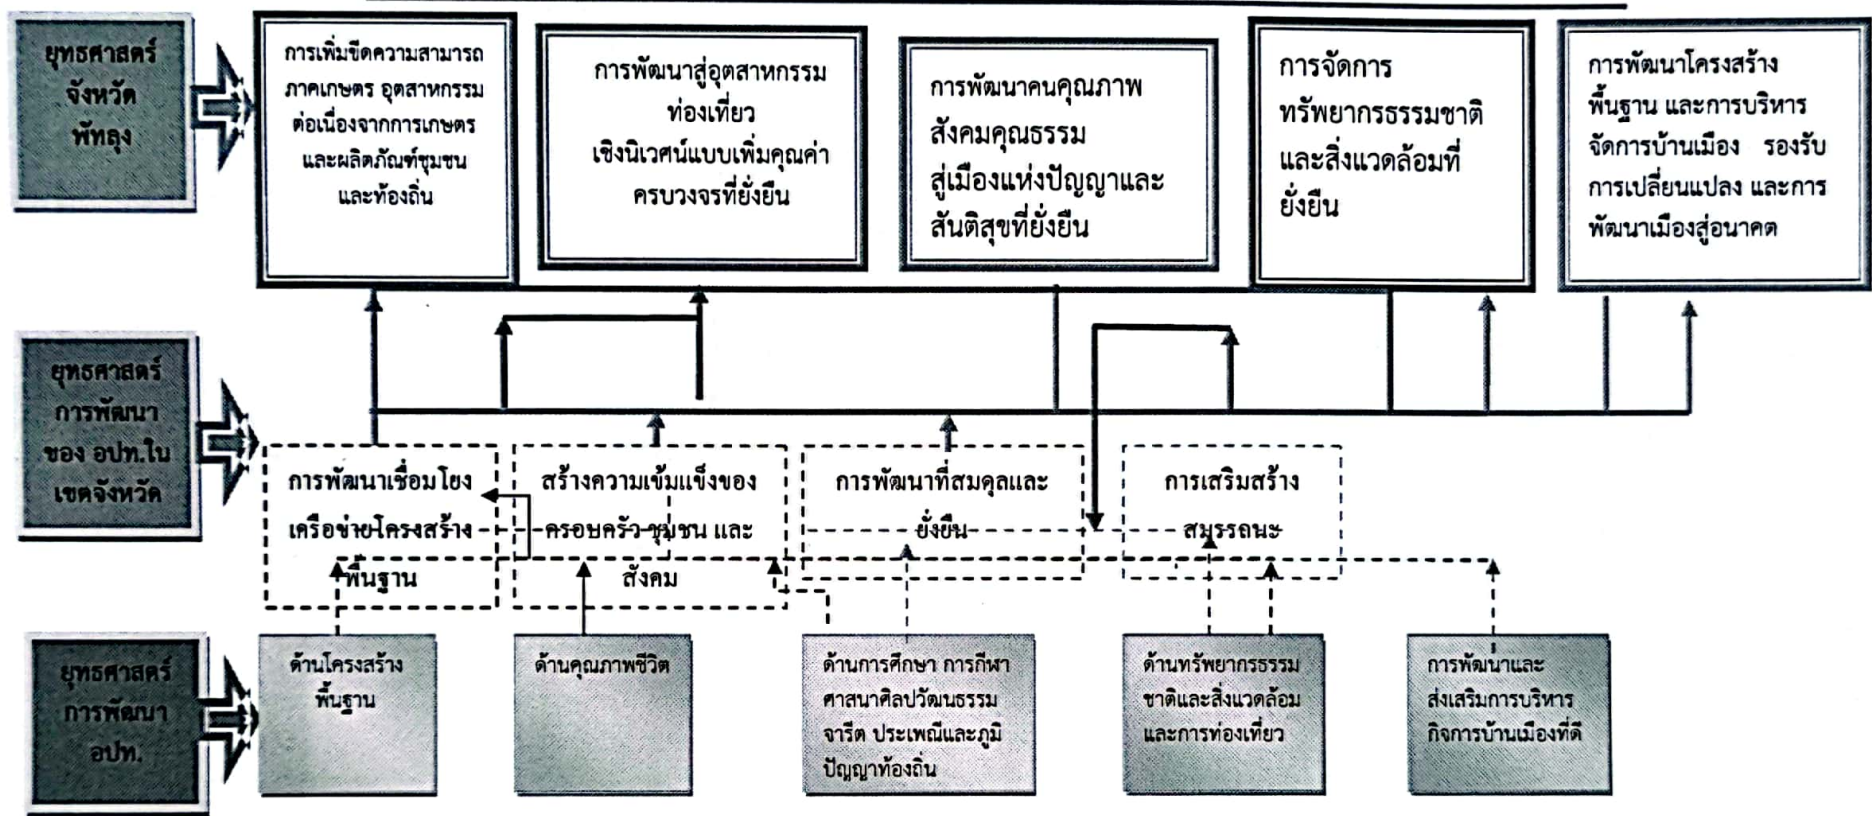 ยุทธศาสตร์
จังหวัด
พัทลุง
การเพิ่มขีดความสามารถ
ภาคเกษตร อุตสาหกรรม
ต่อเนื่องจากการเกษตร
และผลิตภัณฑ์ชุมชน
และท้องถิ่น
การพัฒนาสู่อุตสาหกรรม
ท่องเที่ยว
เชิงนิเวศน์แบบเพิ่มคุณค่า
ครบวงจรที่ยั่งยืน
การพัฒนาคนคุณภาพ
สังคมคุณธรรม
สู่เมืองแห่งปัญญาและ
สันติสุขที่ยั่งยืน
การจัดการ
ทรัพยากรธรรมชาติ
และสิ่งแวดล้อมที่
ยั่งยืน
การพัฒนาโครงสร้าง
พื้นฐาน และการบริหาร
จัดการบ้านเมือง รองรับ
การเปลี่ยนแปลง และการ
พัฒนาเมืองสู่อนาคต
ยุทธศาสตร์
การพัฒนา
ของ อปท.ใน
เขตจังหวัด
การพัฒนาเชื่อมโยง
เครือข่ายโครงสร้าง
พื้นฐาน
สร้างความเข้มแข็งของ
ครอบครัว ชุมชน และ
สังคม
การพัฒนาที่สมดุลและ
ยั่งยืน
การเสริมสร้าง
สมรรถนะ
ยุทธศาสตร์
การพัฒนา
อปท.
ด้านโครงสร้าง
พื้นฐาน
ด้านคุณภาพชีวิต
ด้านการศึกษา การกีฬา
ศาสนาศิลปวัฒนธรรม
จารีต ประเพณีและภูมิ
ปัญญาท้องถิ่น
ด้านทรัพยากรธรรม
ชาติและสิ่งแวดล้อม
และการท่องเที่ยว
การพัฒนาและ
ส่งเสริมการบริหาร
กิจการบ้านเมืองที่ดี